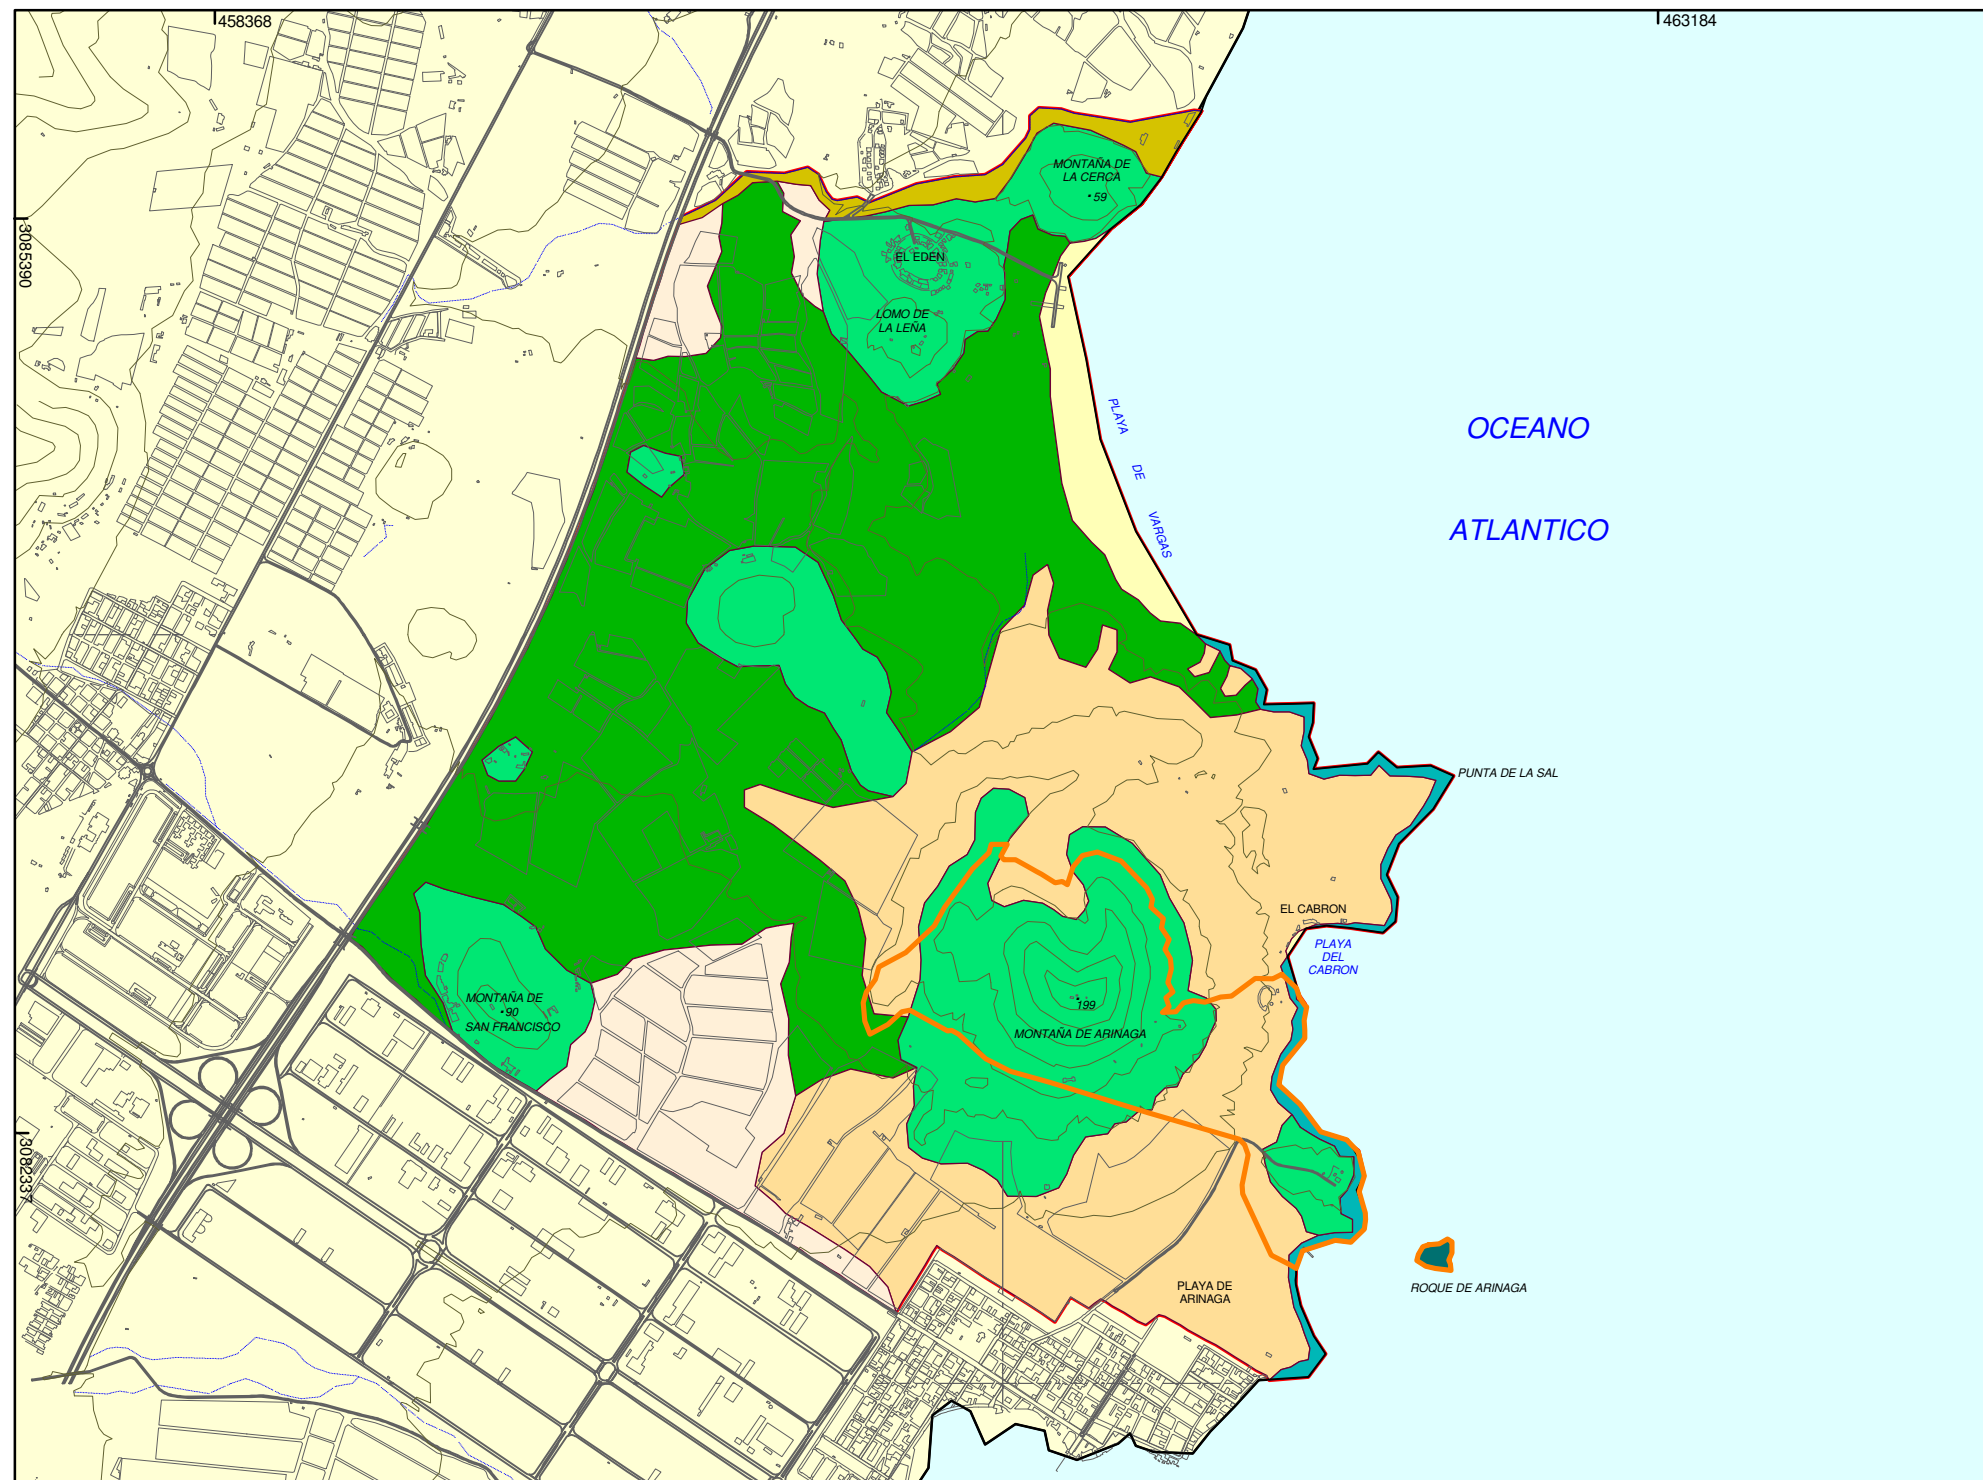 458368
463184
3085390
MONTAÑA DE
LA CERCA
59
EL EDEN
LOMO DE
LA LEÑA
PLAYA
DE
VARGAS
OCEANO
ATLANTICO
PUNTA DE LA SAL
EL CABRON
PLAYA
DEL
CABRON
MONTAÑA DE
90
SAN FRANCISCO
199
MONTAÑA DE ARINAGA
3082337
PLAYA DE
ARINAGA
ROQUE DE ARINAGA